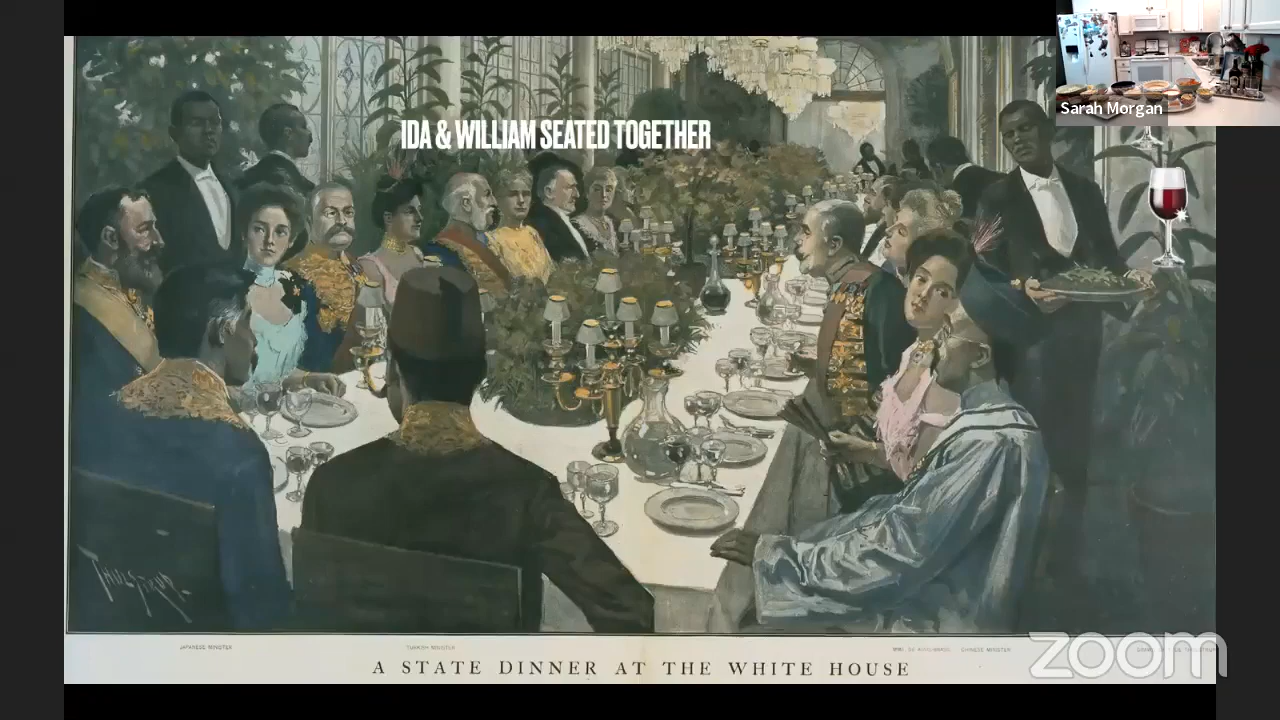 Sarah Morgan
IDA & WILLIAM SEATED TOGETHER
THULSTRUP
JAPANESE MINISTER
TURKISH MINISTER
CHINESE MINISTER
A STATE DINNER AT THE WHITE HOUSE
zoom